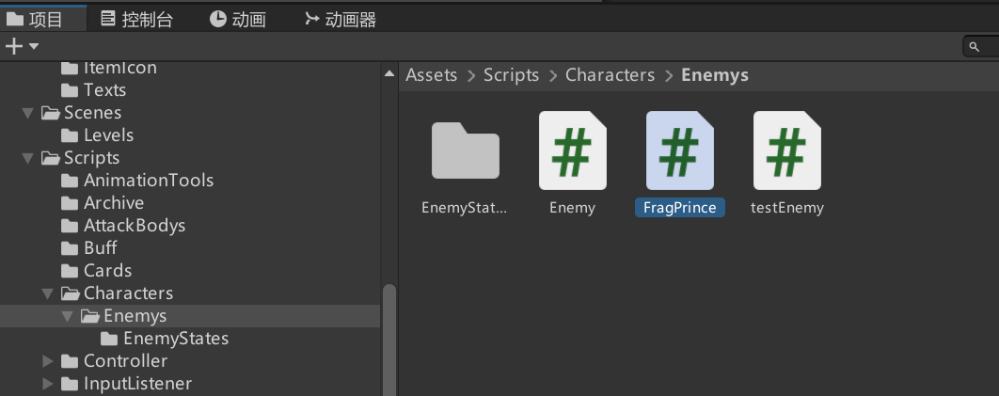 项目 控制台 动画 动画器
ItemIcon
Texts
Scenes
Levels
Scripts
AnimationTools
Archive
AttackBodys
Buff
Cards
Characters
Enemys
EnemyStates
Controller
InputListener
Assets > Scripts > Characters > Enemys
EnemyStat... Enemy FragPrince testEnemy